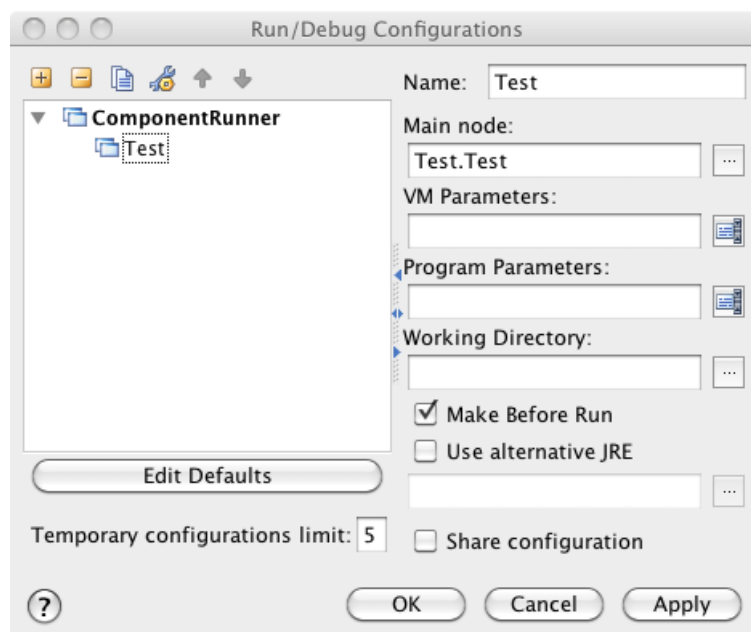 Run/Debug Configurations
Name: Test
ComponentRunner
Test
Main node:
Test.Test
...
VM Parameters:
Program Parameters:
Working Directory:
...
Make Before Run
Use alternative JRE
...
Edit Defaults
Temporary configurations limit: 5
Share configuration
?
OK
Cancel
Apply